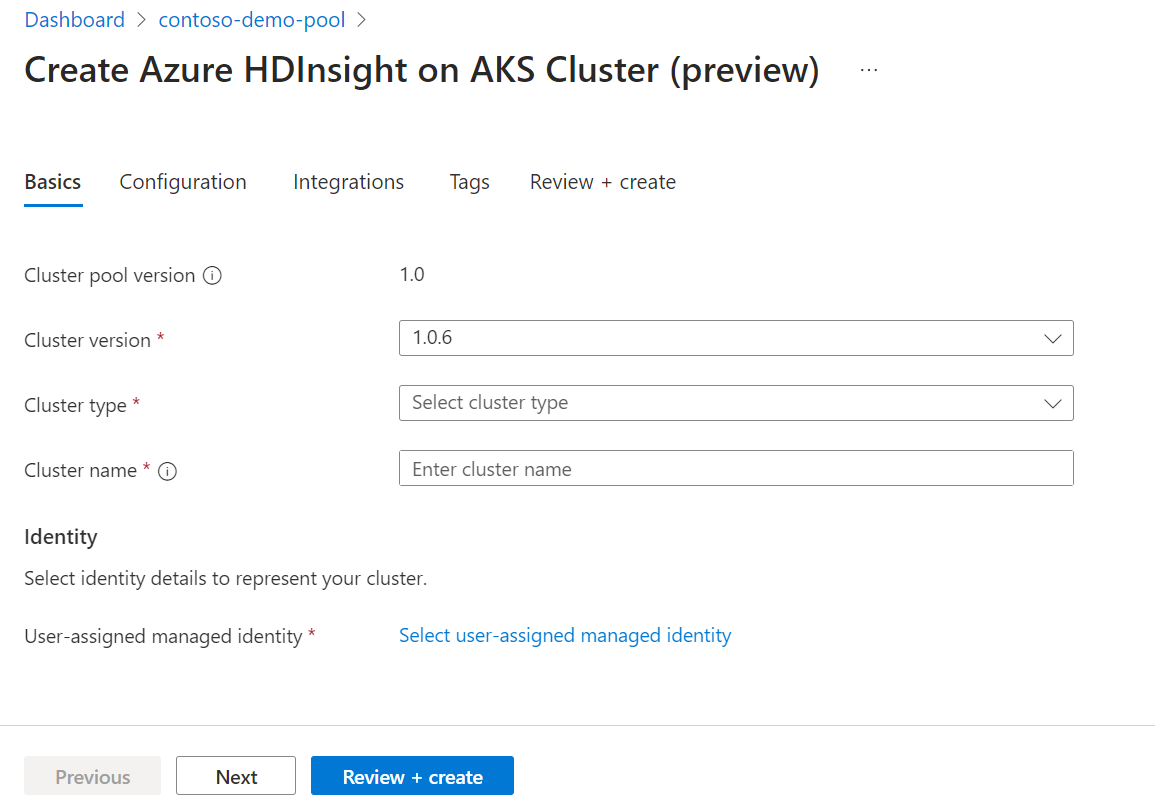 Dashboard > contoso-demo-pool >
Create Azure HDInsight on AKS Cluster (preview) ...
Basics Configuration Integrations Tags Review + create
Cluster pool version 1.0
Cluster version * 1.0.6
Cluster type * Select cluster type
Cluster name * Enter cluster name
Identity
Select identity details to represent your cluster.
User-assigned managed identity * Select user-assigned managed identity
Previous Next Review + create